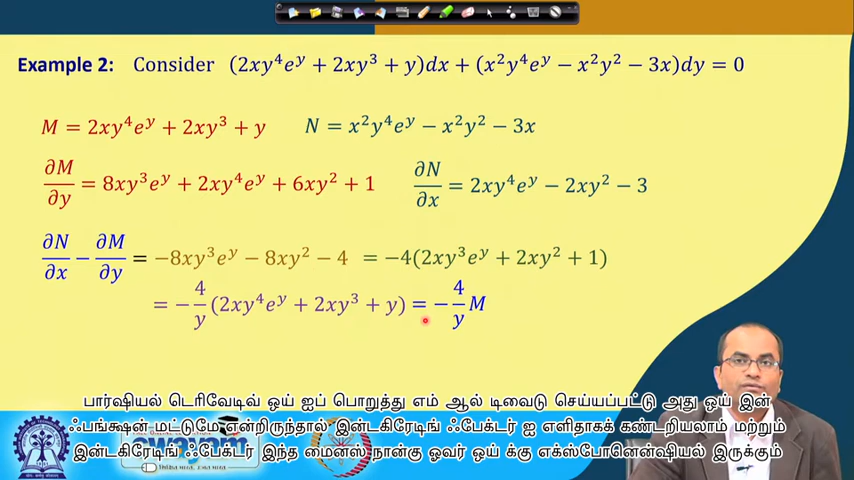 Example 2: Consider (2xy⁴eʸ + 2xy³ + y)dx + (x²y⁴eʸ − x²y² − 3x)dy = 0
M = 2xy⁴eʸ + 2xy³ + y N = x²y⁴eʸ − x²y² − 3x
∂M/∂y = 8xy³eʸ + 2xy⁴eʸ + 6xy² + 1 ∂N/∂x = 2xy⁴eʸ − 2xy² − 3
∂N/∂x − ∂M/∂y = −8xy³eʸ − 8xy² − 4 = −4(2xy³eʸ + 2xy² + 1)
= −4/y (2xy⁴eʸ + 2xy³ + y) = −4/y M
பார்ஷியல் டெரிவேடிவ் ஒய் ஐப் பொறுத்து எம் ஆல் டிவைடு செய்யப்பட்டு அது ஒய் இன்
ஃபங்க்ஷன் மட்டுமே என்றிருந்தால் இன்டகிரேடிங் ஃபேக்டர் ஐ எளிதாகக் கண்டறியலாம் மற்றும்
இன்டகிரேடிங் ஃபேக்டர் இந்த மைனஸ் நான்கு ஓவர் ஒய் க்கு எக்ஸ்போனென்ஷியல் இருக்கும்
swayam